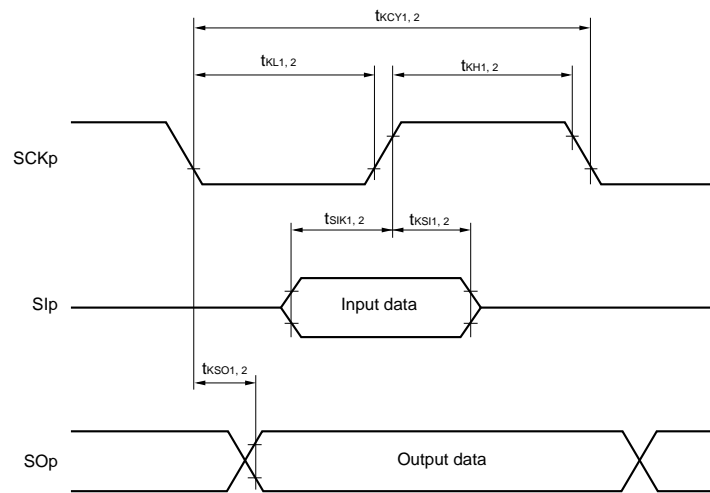 tKCY1, 2
tKL1, 2
tKH1, 2
SCKp
tSIK1, 2
tKSI1, 2
SIp
Input data
tKSO1, 2
SOp
Output data